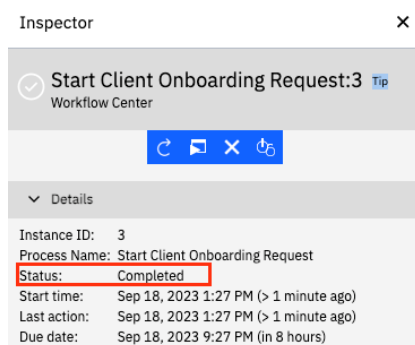 Inspector
Start Client Onboarding Request:3 Tip
Workflow Center
Details
Instance ID: 3
Process Name: Start Client Onboarding Request
Status: Completed
Start time: Sep 18, 2023 1:27 PM (> 1 minute ago)
Last action: Sep 18, 2023 1:27 PM (> 1 minute ago)
Due date: Sep 18, 2023 9:27 PM (in 8 hours)